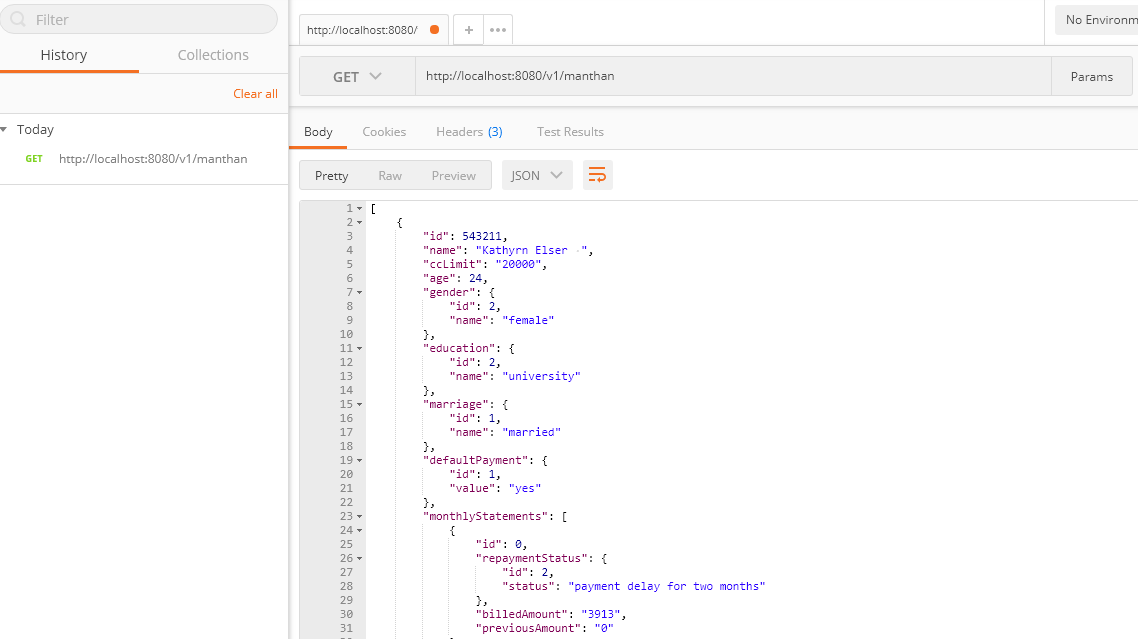 Filter
History Collections
Clear all
Today
GET http://localhost:8080/v1/manthan
http://localhost:8080/ + •••
No Environm
GET http://localhost:8080/v1/manthan Params
Body Cookies Headers (3) Test Results
Pretty Raw Preview JSON
1 [
2 {
3 "id": 543211,
4 "name": "Kathyrn Elser -",
5 "ccLimit": "20000",
6 "age": 24,
7 "gender": {
8 "id": 2,
9 "name": "female"
10 },
11 "education": {
12 "id": 2,
13 "name": "university"
14 },
15 "marriage": {
16 "id": 1,
17 "name": "married"
18 },
19 "defaultPayment": {
20 "id": 1,
21 "value": "yes"
22 },
23 "monthlyStatements": [
24 {
25 "id": 0,
26 "repaymentStatus": {
27 "id": 2,
28 "status": "payment delay for two months"
29 },
30 "billedAmount": "3913",
31 "previousAmount": "0"